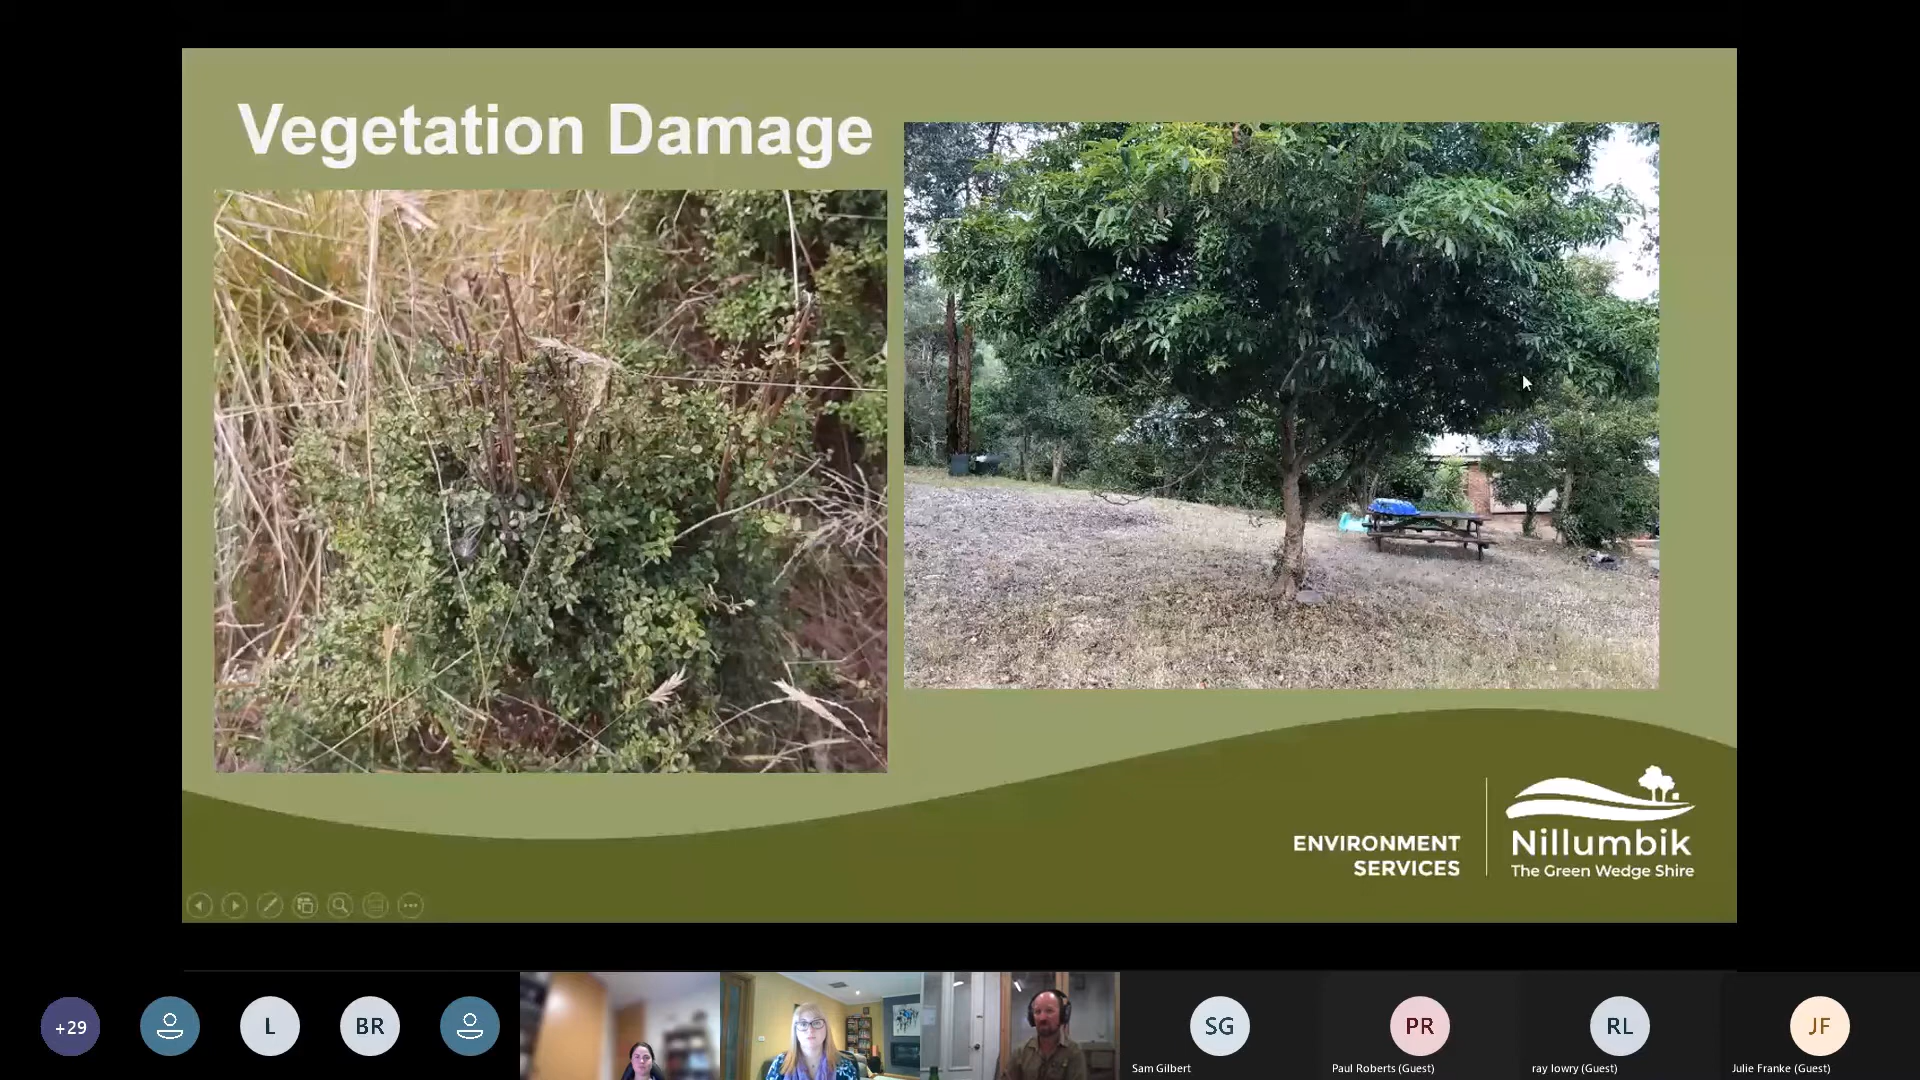 Vegetation Damage
ENVIRONMENT
SERVICES
Nillumbik
The Green Wedge Shire
+29
L
BR
SG
PR
RL
JF
Sam Gilbert
Paul Roberts (Guest)
ray lowry (Guest)
Julie Franke (Guest)